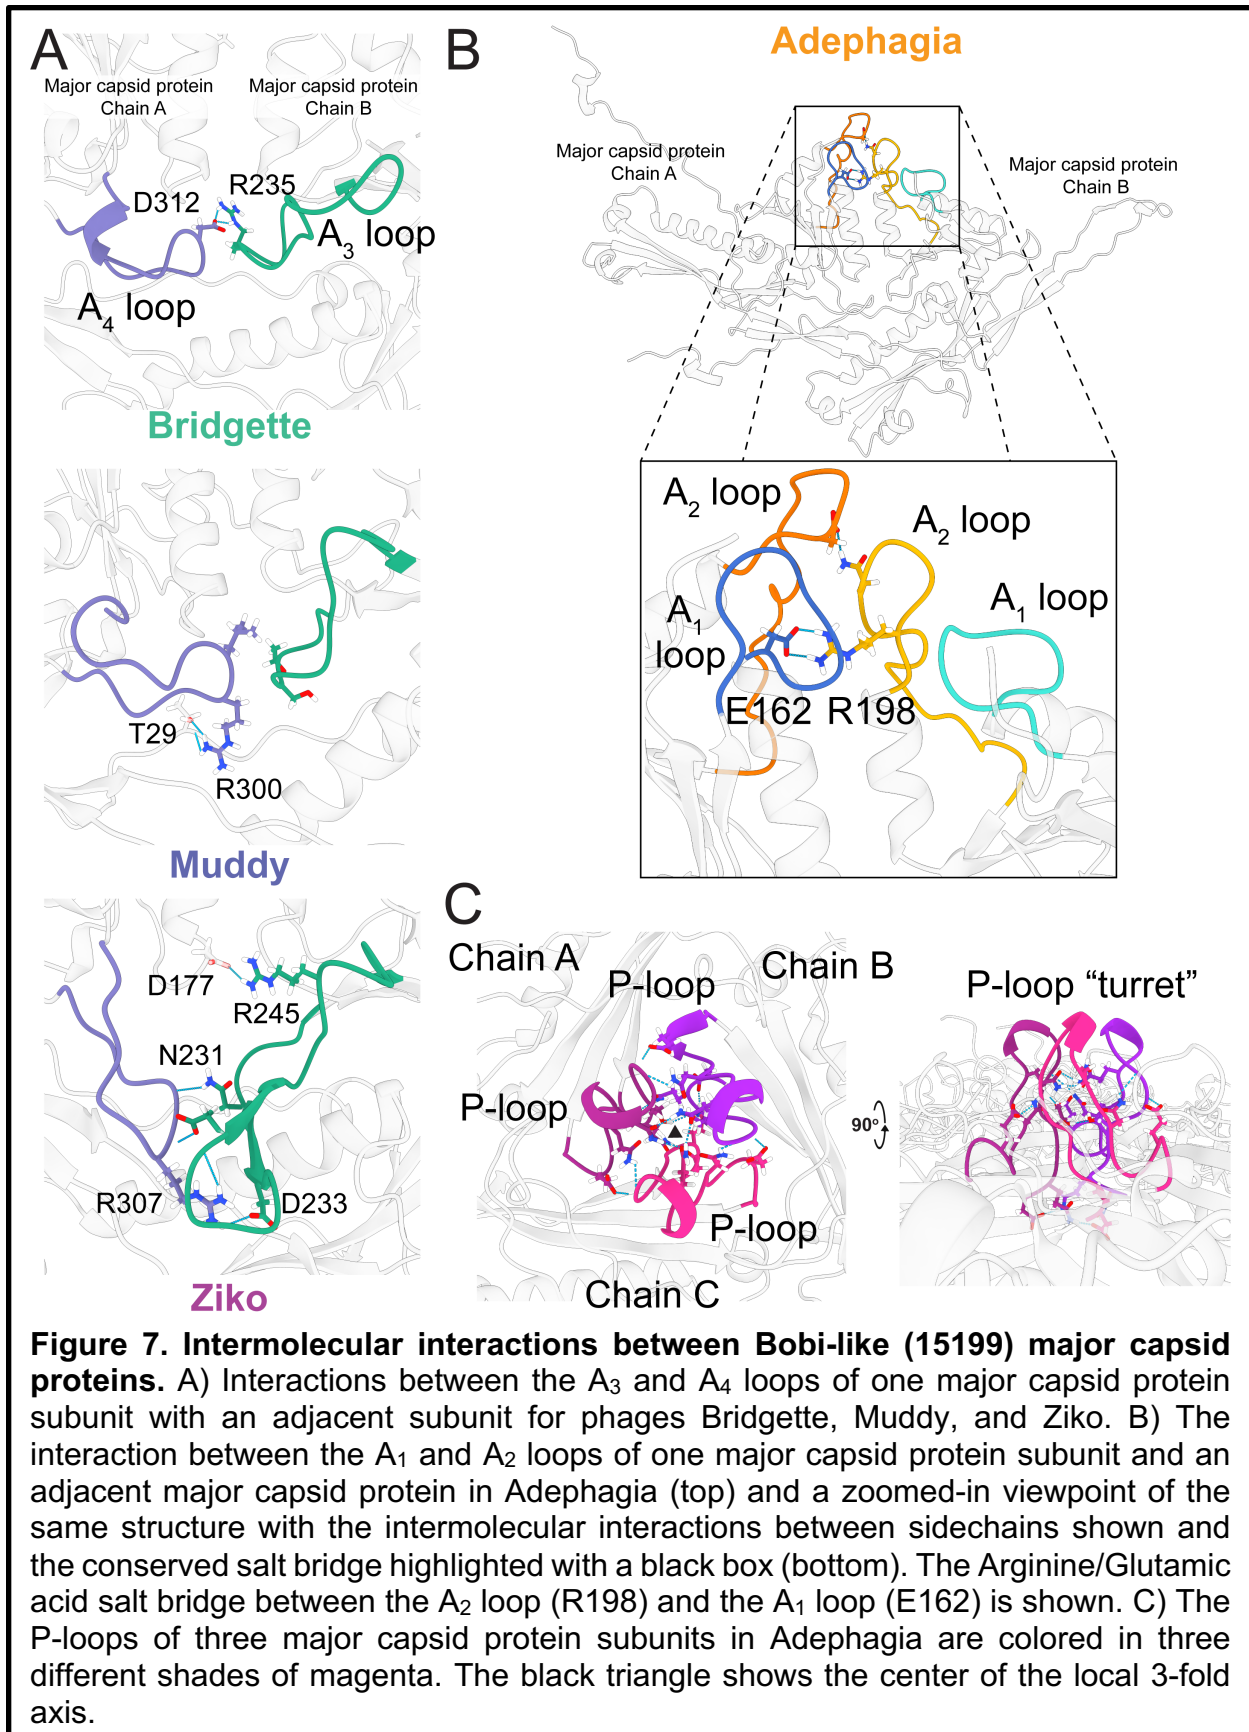 A
Major capsid protein
Chain A
Major capsid protein
Chain B
D312
R235
A₃ loop
A₄ loop
Bridgette
T29
R300
Muddy
D177
R245
N231
R307
D233
Ziko
B
Adephagia
Major capsid protein
Chain A
Major capsid protein
Chain B
A₂ loop
A₂ loop
A₁
loop
A₁ loop
E162 R198
C
Chain A
Chain B
P-loop
P-loop
P-loop
Chain C
P-loop “turret”
90°
Figure 7. Intermolecular interactions between Bobi-like (15199) major capsid
proteins. A) Interactions between the A₃ and A₄ loops of one major capsid protein
subunit with an adjacent subunit for phages Bridgette, Muddy, and Ziko. B) The
interaction between the A₁ and A₂ loops of one major capsid protein subunit and an
adjacent major capsid protein in Adephagia (top) and a zoomed-in viewpoint of the
same structure with the intermolecular interactions between sidechains shown and
the conserved salt bridge highlighted with a black box (bottom). The Arginine/Glutamic
acid salt bridge between the A₂ loop (R198) and the A₁ loop (E162) is shown. C) The
P-loops of three major capsid protein subunits in Adephagia are colored in three
different shades of magenta. The black triangle shows the center of the local 3-fold
axis.